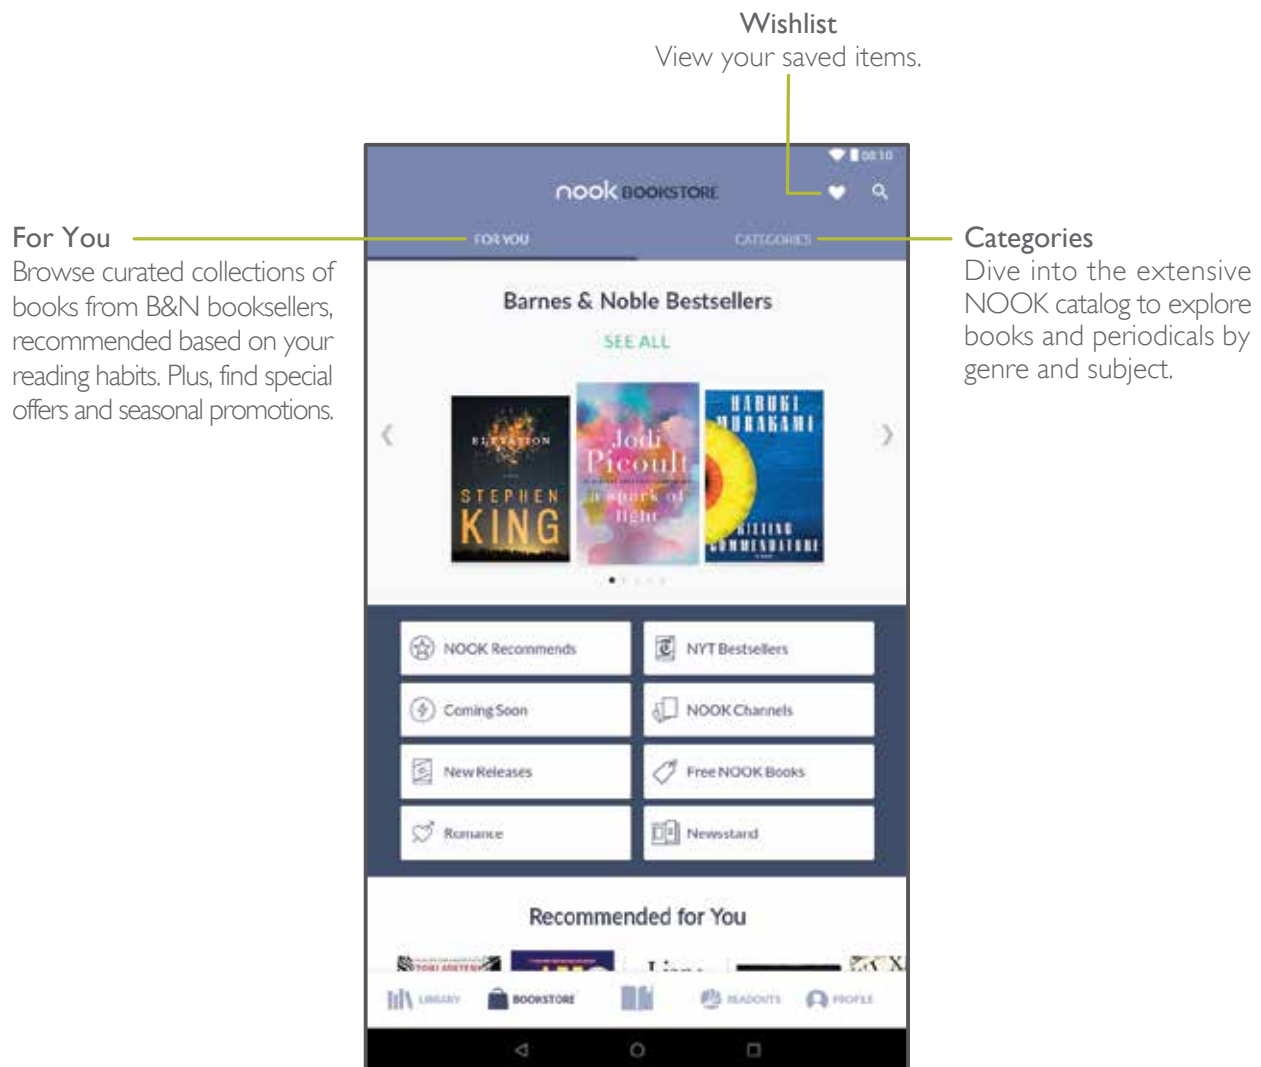 Wishlist
View your saved items.
08:10
nook BOOKSTORE
FOR YOU
CATEGORIES
For You
Browse curated collections of
books from B&N booksellers,
recommended based on your
reading habits. Plus, find special
offers and seasonal promotions.
Categories
Dive into the extensive
NOOK catalog to explore
books and periodicals by
genre and subject.
Barnes & Noble Bestsellers
SEE ALL
ELEVATION
STEPHEN
KING
Jodi
Picoult
a spark of
light
HARUKI
MURAKAMI
KILLING
COMMENDATORE
NOOK Recommends
NYT Bestsellers
Coming Soon
NOOK Channels
New Releases
Free NOOK Books
Romance
Newsstand
Recommended for You
LIBRARY
BOOKSTORE
READOUTS
PROFILE